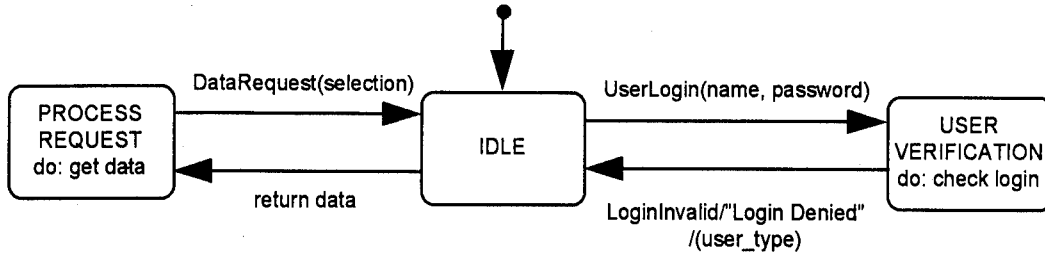 DataRequest(selection)
PROCESS
REQUEST
do: get data
return data
IDLE
UserLogin(name, password)
USER
VERIFICATION
do: check login
LoginInvalid/"Login Denied"
/(user_type)